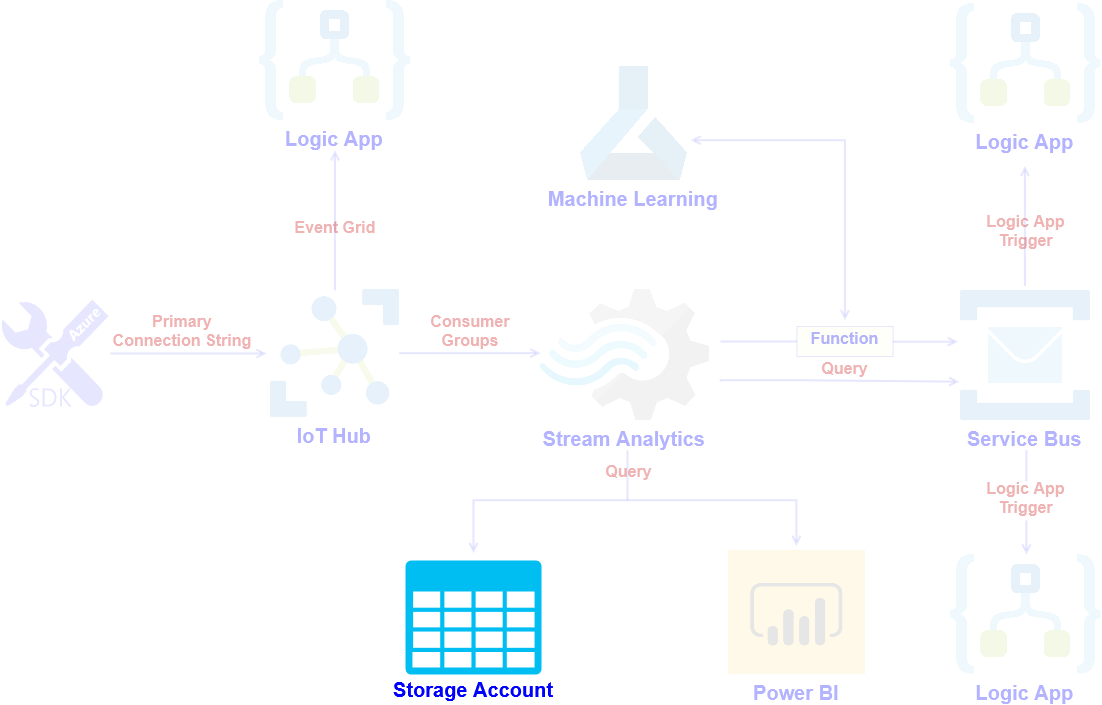 Logic App
Logic App
Machine Learning
Event Grid
Logic App
Trigger
Azure
SDK
Primary
Connection String
Consumer
Groups
Function
Query
IoT Hub
Stream Analytics
Service Bus
Query
Logic App
Trigger
Storage Account
Power BI
Logic App